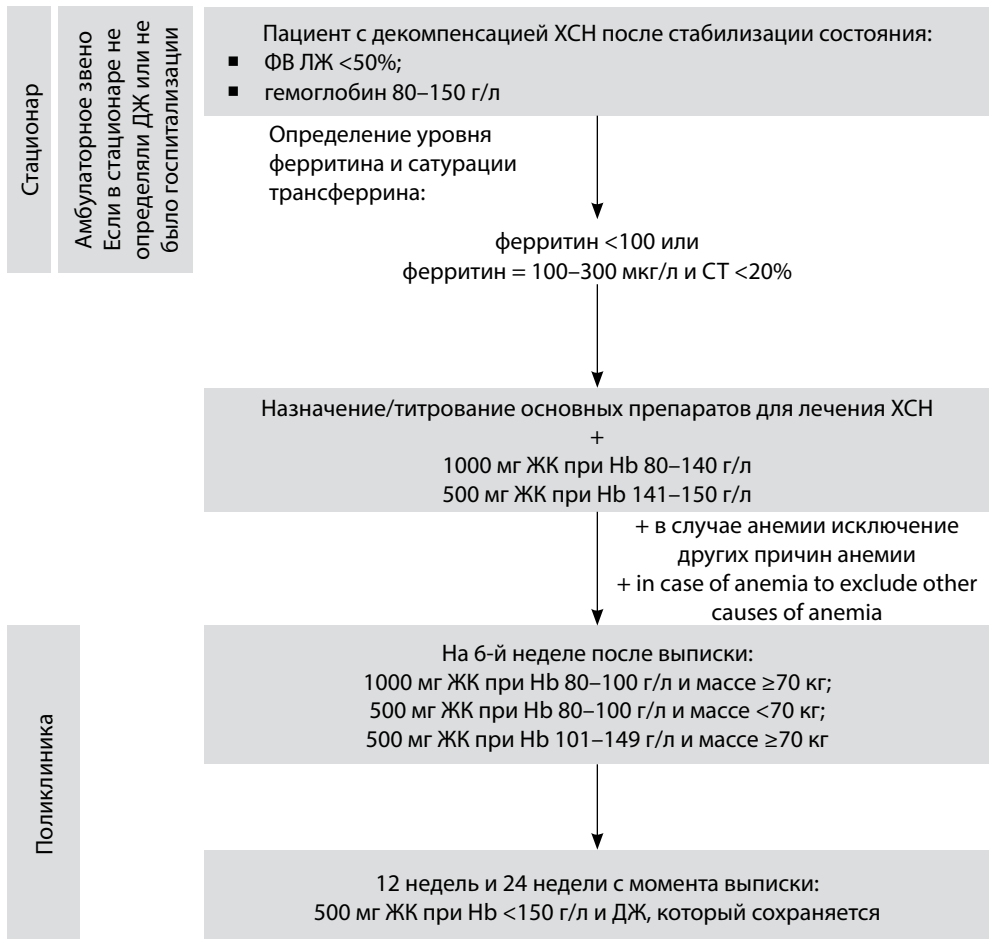 Стационар
Амбулаторное звено
Если в стационаре не
определяли ДЖ или не
было госпитализации
Пациент с декомпенсацией ХСН после стабилизации состояния:
▪ ФВ ЛЖ <50%;
▪ гемоглобин 80–150 г/л
Определение уровня
ферритина и сатурации
трансферрина:
ферритин <100 или
ферритин = 100–300 мкг/л и СТ <20%
Назначение/титрование основных препаратов для лечения ХСН
+
1000 мг ЖК при Hb 80–140 г/л
500 мг ЖК при Hb 141–150 г/л
+ в случае анемии исключение
других причин анемии
+ in case of anemia to exclude other
causes of anemia
Поликлиника
На 6-й неделе после выписки:
1000 мг ЖК при Hb 80–100 г/л и массе ≥70 кг;
500 мг ЖК при Hb 80–100 г/л и массе <70 кг;
500 мг ЖК при Hb 101–149 г/л и массе ≥70 кг
12 недель и 24 недели с момента выписки:
500 мг ЖК при Hb <150 г/л и ДЖ, который сохраняется